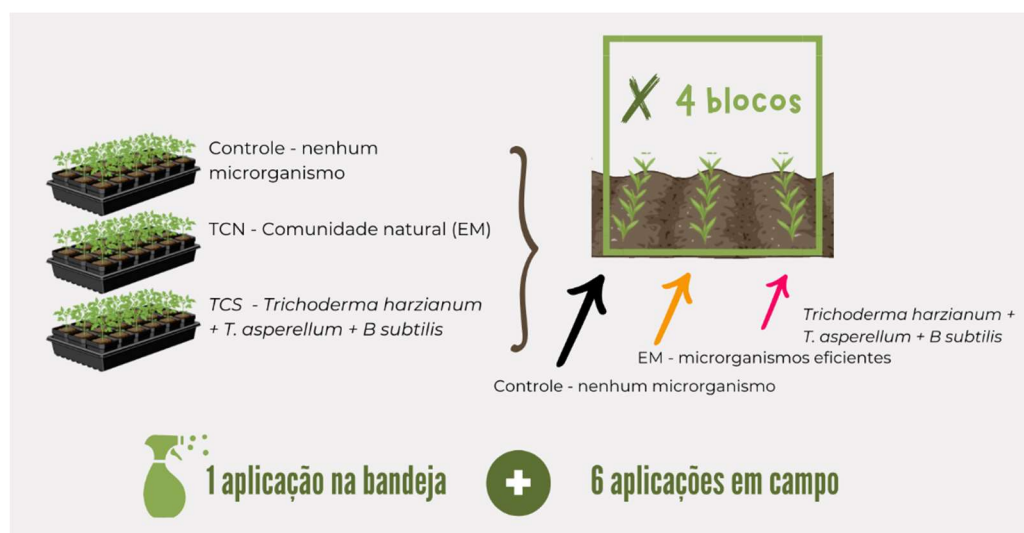 Controle - nenhum
microrganismo
TCN - Comunidade natural (EM)
TCS - Trichoderma harzianum
+ T. asperellum + B subtilis
X 4 blocos
Trichoderma harzianum +
T. asperellum + B subtilis
EM - microrganismos eficientes
Controle - nenhum microrganismo
1 aplicação na bandeja
+
6 aplicações em campo